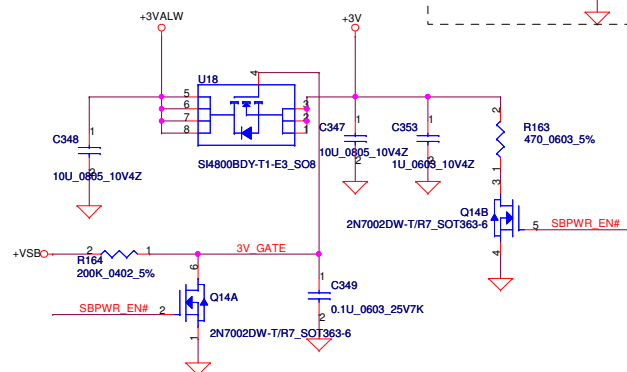 +3VALW
+3V
U18
4
5
6
7
8
3
2
1
SI4800BDY-T1-E3_SO8
C348
1
2
10U_0805_10V4Z
C347
1
2
10U_0805_10V4Z
C353
1
2
1U_0603_10V4Z
2
R163
470_0603_5%
1
3
Q14B
2N7002DW-T/R7_SOT363-6
5
SBPWR_EN#
4
+VSB
2
1
R164
200K_0402_5%
3V_GATE
6
Q14A
SBPWR_EN#
2
2N7002DW-T/R7_SOT363-6
1
1
C349
0.1U_0603_25V7K
2